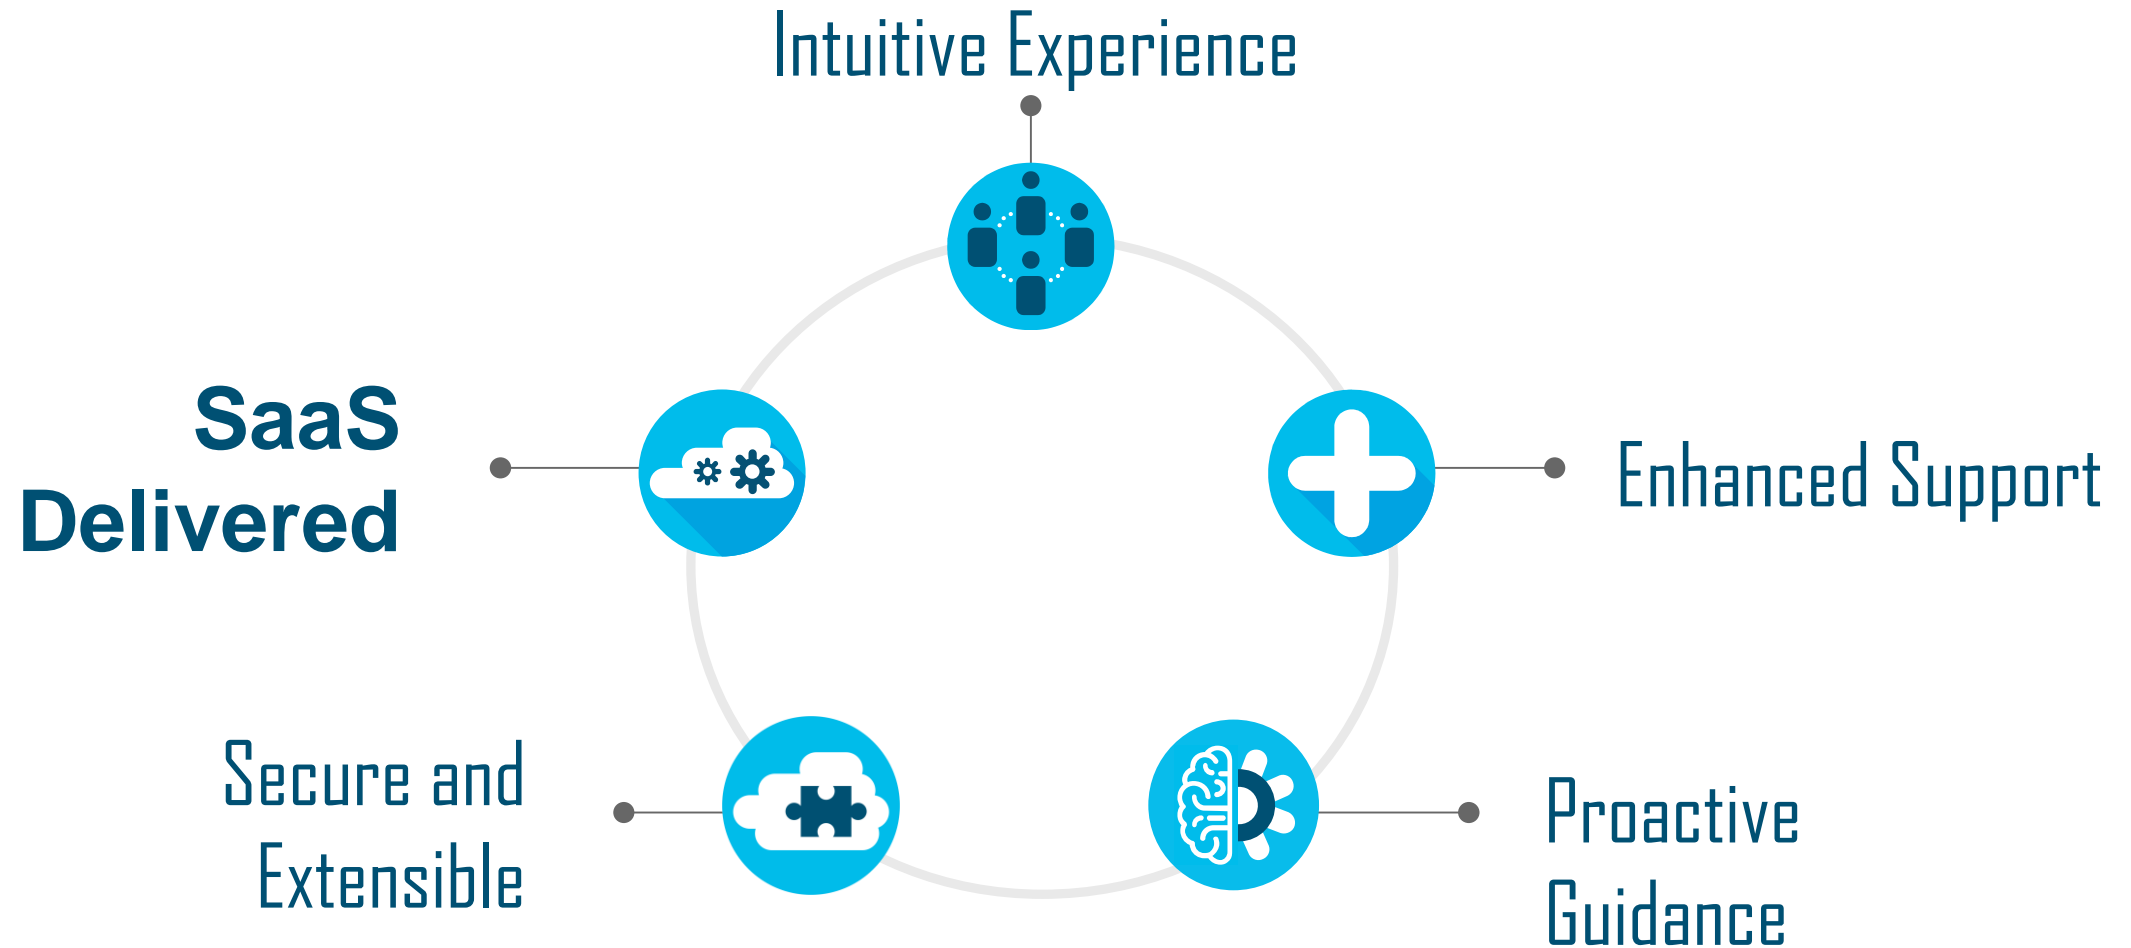 Intuitive Experience
SaaS
Delivered
Enhanced Support
Secure and
Extensible
Proactive
Guidance